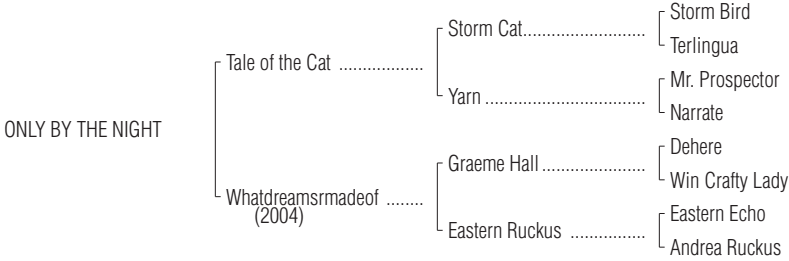 Storm Bird
Storm Cat..........................
Terlingua
Tale of the Cat ..................
Mr. Prospector
Yarn ..................................
Narrate
ONLY BY THE NIGHT
Dehere
Graeme Hall......................
Win Crafty Lady
Whatdreamsrmadeof ........
(2004)
Eastern Echo
Eastern Ruckus ................
Andrea Ruckus